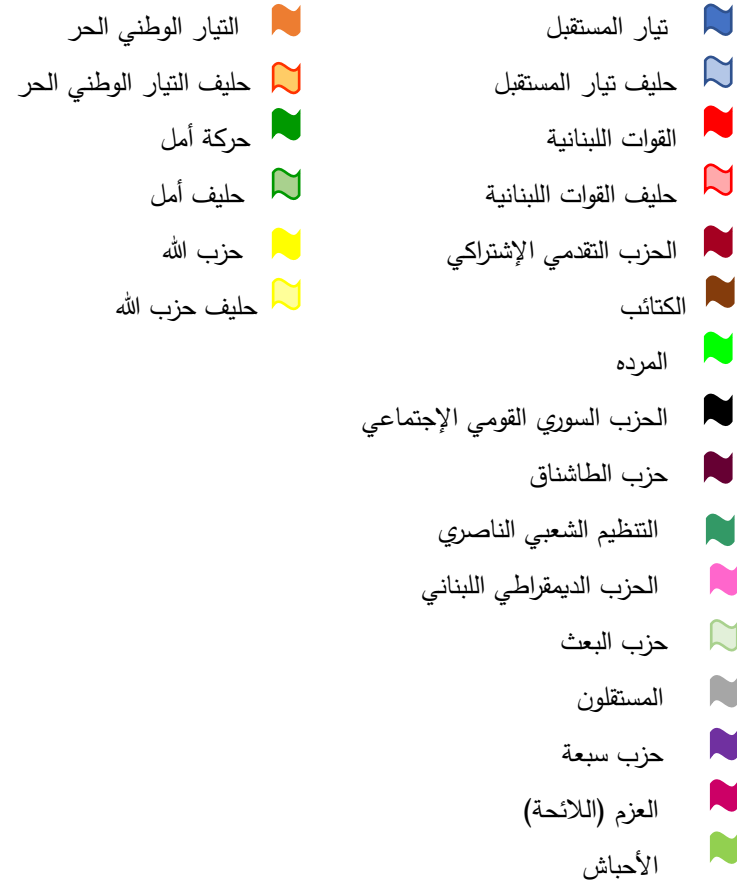 تيار المستقبل
حليف تيار المستقبل
القوات اللبنانية
حليف القوات اللبنانية
الحزب التقدمي الإشتراكي
الكتائب
المرده
الحزب السوري القومي الإجتماعي
حزب الطاشناق
التنظيم الشعبي الناصري
الحزب الديمقراطي اللبناني
حزب البعث
المستقلون
حزب سبعة
العزم (اللائحة)
الأحباش
التيار الوطني الحر
حليف التيار الوطني الحر
حركة أمل
حليف أمل
حزب الله
حليف حزب الله